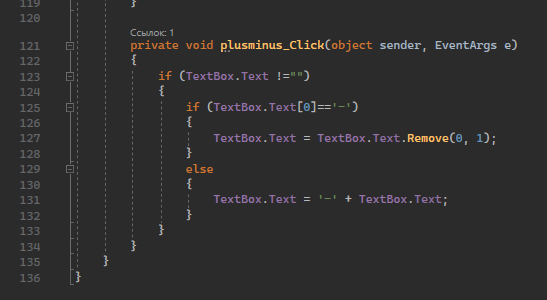 119 }
120
Ссылок: 1
121 private void plusminus_Click(object sender, EventArgs e)
122 {
123 if (TextBox.Text !="")
124 {
125 if (TextBox.Text[0]=='-')
126 {
127 TextBox.Text = TextBox.Text.Remove(0, 1);
128 }
129 else
130 {
131 TextBox.Text = '-' + TextBox.Text;
132 }
133 }
134 }
135 }
136 }